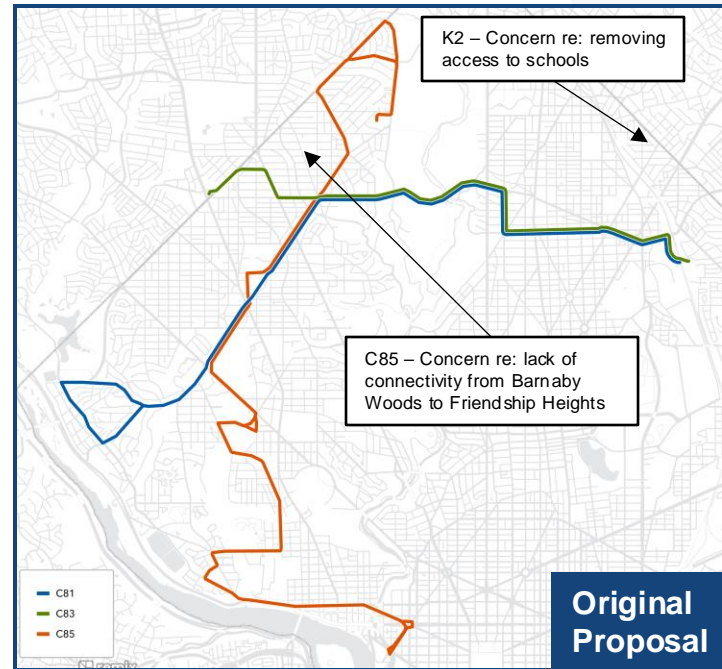 K2 – Concern re: removing
access to schools
C85 – Concern re: lack of
connectivity from Barnaby
Woods to Friendship Heights
C81
C83
C85
Original
Proposal